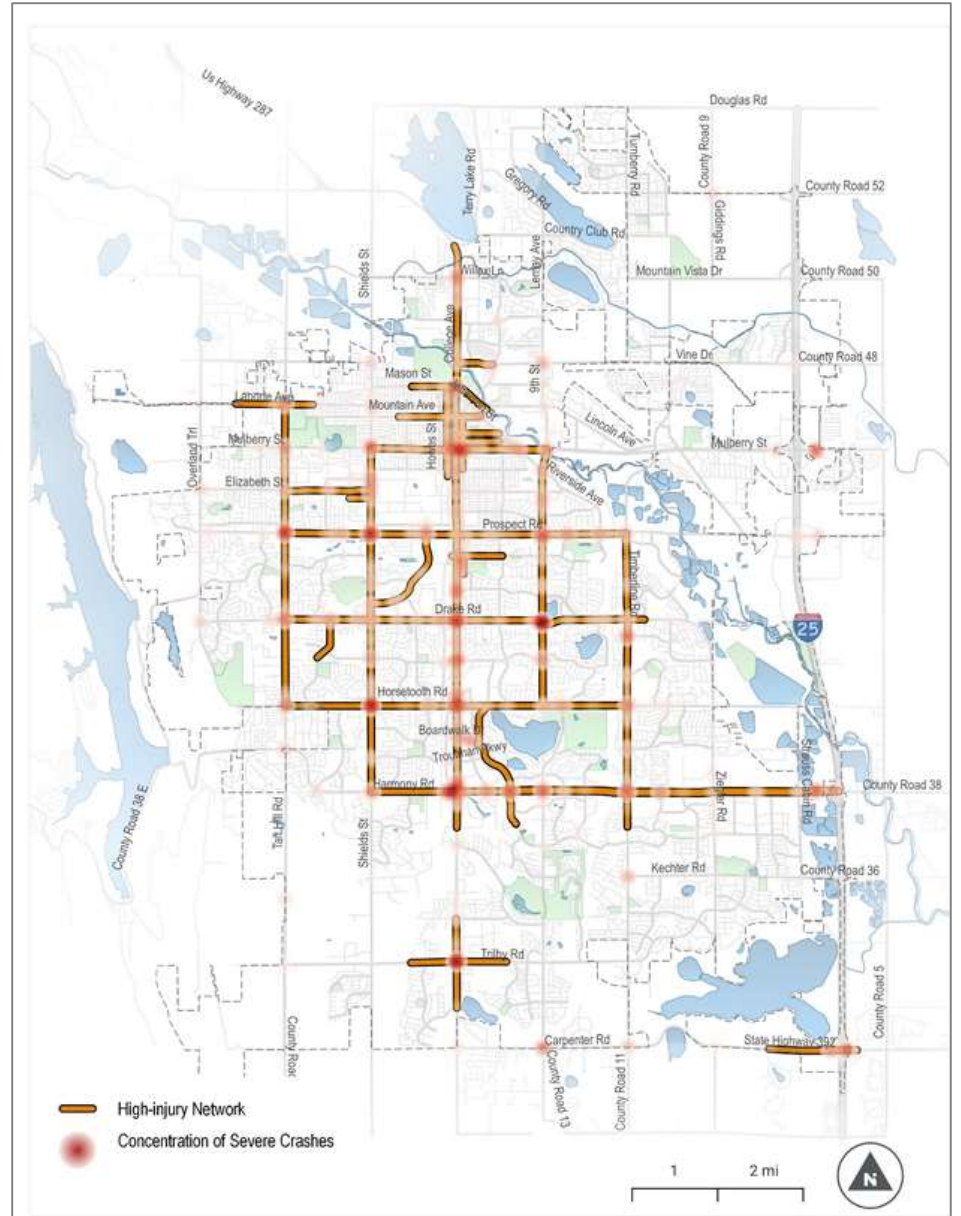 Us Highway 287
Douglas Rd
County Road 9
Turnberry Rd
Terry Lake Rd
Gregory Rd
County Road 52
Giddings Rd
Country Club Rd
Lemay Ave
Shields St
Willox Ln
Mountain Vista Dr
County Road 50
College Ave
Vine Dr
County Road 48
Mason St
9th St
Laporte Ave
Mountain Ave
Lincoln Ave
Overland Trl
Mulberry St
Mulberry St
Riverside Ave
Elizabeth St
Prospect Rd
Timberline Rd
Drake Rd
25
Horsetooth Rd
Boardwalk Dr
Troutman Pkwy
Harmony Rd
Ziegler Rd
Strauss Cabin Rd
County Road 38
County Road 38 E
Taft Hill Rd
Shields St
Kechter Rd
County Road 36
Trilby Rd
County Road 5
Carpenter Rd
State Highway 392
County Road 13
County Road 11
High-injury Network
Concentration of Severe Crashes
1 2 mi
N